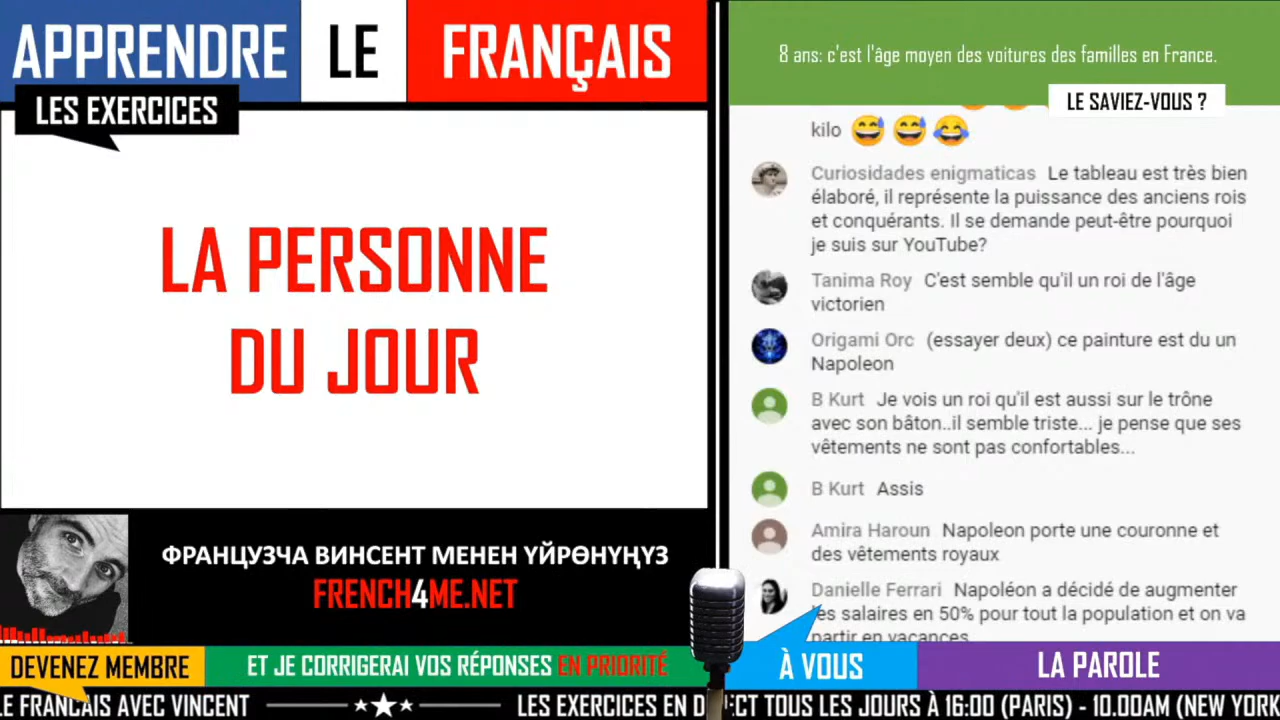 APPRENDRE LE FRANÇAIS
LES EXERCICES
LA PERSONNE
DU JOUR
ФРАНЦУЗЧА ВИНСЕНТ МЕНЕН ҮЙРӨНҮҢҮЗ
FRENCH4ME.NET
DEVENEZ MEMBRE
ET JE CORRIGERAI VOS RÉPONSES EN PRIORITÉ
8 ans: c'est l'âge moyen des voitures des familles en France.
LE SAVIEZ-VOUS ?
kilo 😅 😅 😂
Curiosidades enigmaticas Le tableau est très bien
élaboré, il représente la puissance des anciens rois
et conquérants. Il se demande peut-être pourquoi
je suis sur YouTube?
Tanima Roy C'est semble qu'il un roi de l'âge
victorien
Origami Orc (essayer deux) ce painture est du un
Napoleon
B Kurt Je vois un roi qu'il est aussi sur le trône
avec son bâton..il semble triste... je pense que ses
vêtements ne sont pas confortables...
B Kurt Assis
Amira Haroun Napoleon porte une couronne et
des vêtements royaux
Danielle Ferrari Napoléon a décidé de augmenter
les salaires en 50% pour tout la population et on va
partir en vacances
À VOUS LA PAROLE
LE FRANÇAIS AVEC VINCENT — ★★★ — LES EXERCICES EN D CT TOUS LES JOURS À 16:00 (PARIS) - 10.00AM (NEW YORK